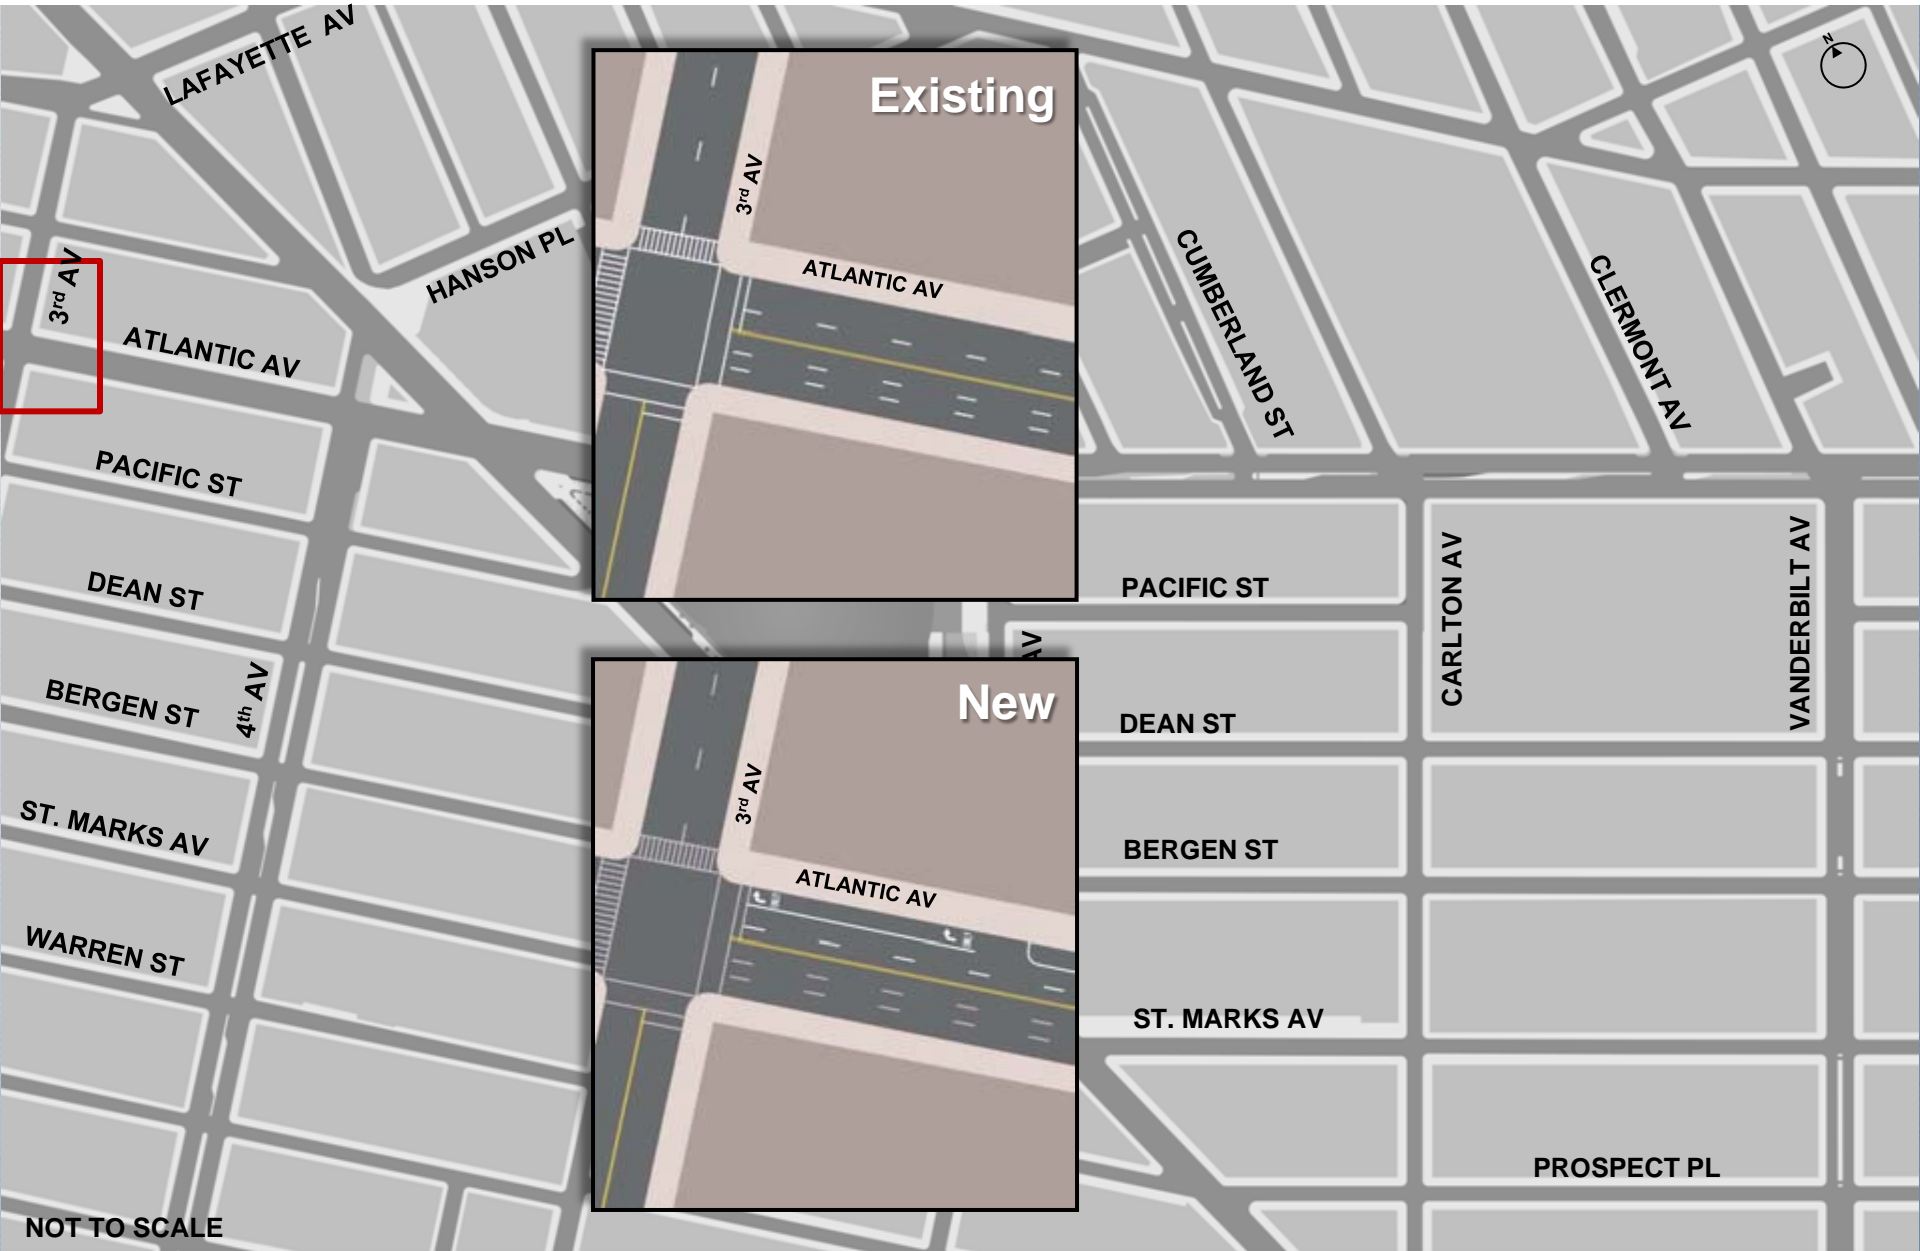 LAFAYETTE AV
N
Existing
3rd AV
ATLANTIC AV
HANSON PL
3rd AV
ATLANTIC AV
CUMBERLAND ST
CLERMONT AV
PACIFIC ST
DEAN ST
4th AV
BERGEN ST
ST. MARKS AV
WARREN ST
PACIFIC ST
CARLTON AV
VANDERBILT AV
AV
DEAN ST
New
3rd AV
ATLANTIC AV
BERGEN ST
ST. MARKS AV
PROSPECT PL
NOT TO SCALE